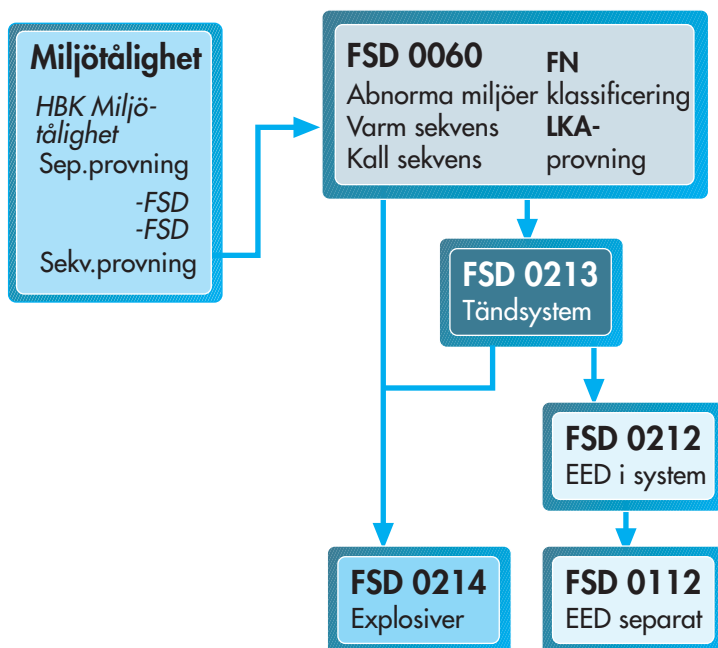 Miljötålighet
HBK Miljö-
tålighet
Sep.provning
-FSD
-FSD
Sekv.provning
FSD 0060
Abnorma miljöer
Varm sekvens
Kall sekvens
FN
klassificering
LKA-
provning
FSD 0213
Tändsystem
FSD 0212
EED i system
FSD 0214
Explosiver
FSD 0112
EED separat